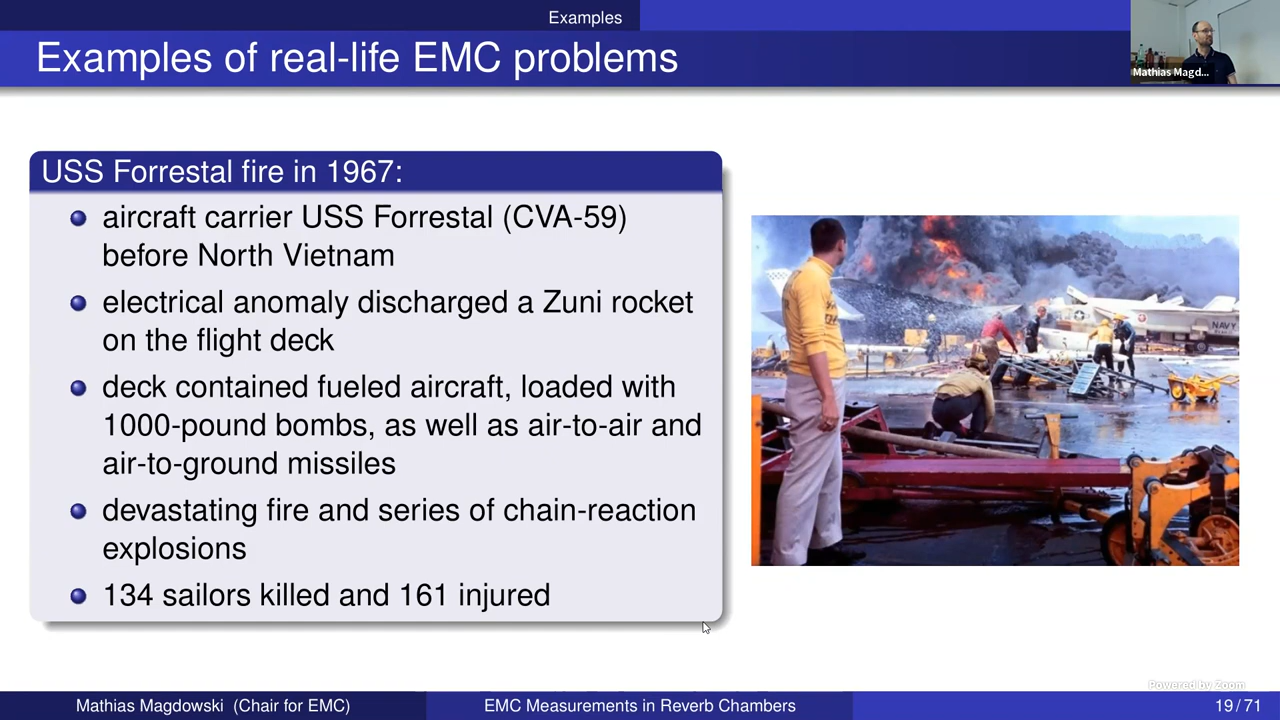 Examples
Examples of real-life EMC problems
Mathias Magd...
USS Forrestal fire in 1967:
aircraft carrier USS Forrestal (CVA-59)
before North Vietnam
electrical anomaly discharged a Zuni rocket
on the flight deck
deck contained fueled aircraft, loaded with
1000-pound bombs, as well as air-to-air and
air-to-ground missiles
devastating fire and series of chain-reaction
explosions
134 sailors killed and 161 injured
NAVY
Powered by Zoom
Mathias Magdowski (Chair for EMC)
EMC Measurements in Reverb Chambers
19 / 71